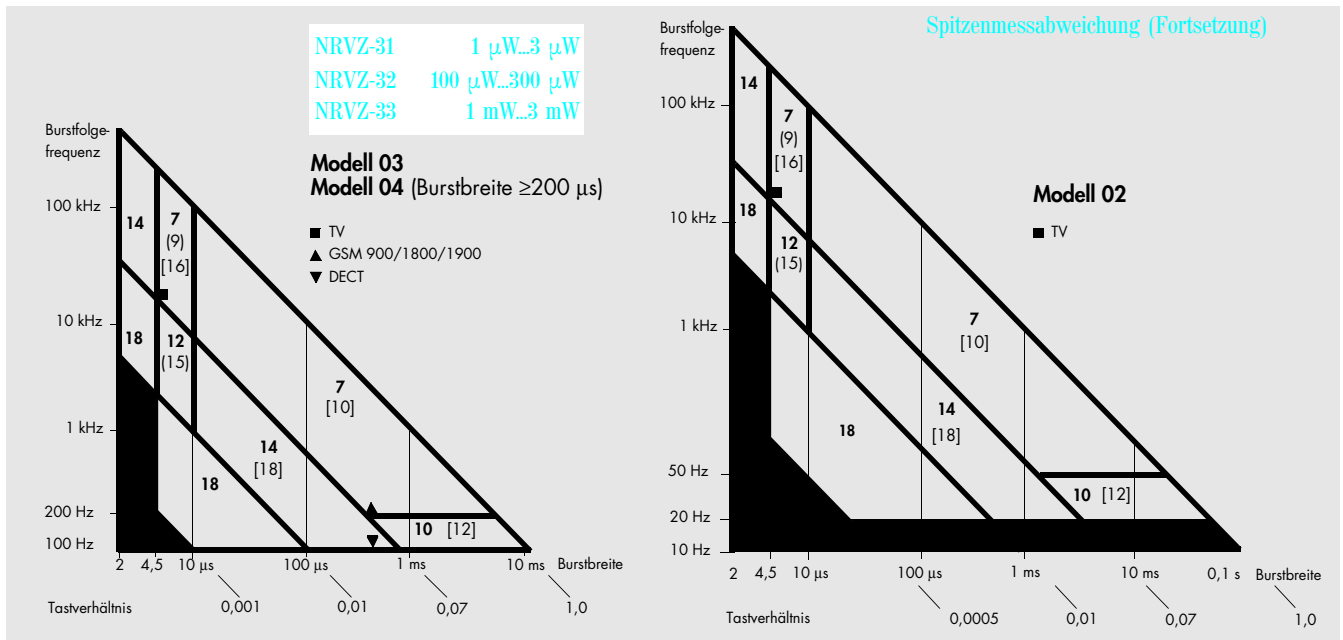 NRVZ-31 1 µW...3 µW
NRVZ-32 100 µW...300 µW
NRVZ-33 1 mW...3 mW
Modell 03
Modell 04 (Burstbreite ≥200 µs)
■ TV
▲ GSM 900/1800/1900
▼ DECT
Burstfolge-
frequenz
100 kHz
10 kHz
1 kHz
200 Hz
100 Hz
14
7
(9)
[16]
18
12
(15)
7
[10]
14
[18]
18
10 [12]
2 4,5 10 µs 100 µs 1 ms 10 ms Burstbreite
Tastverhältnis 0,001 0,01 0,07 1,0
Spitzenmessabweichung (Fortsetzung)
Burstfolge-
frequenz
Modell 02
■ TV
100 kHz
10 kHz
1 kHz
50 Hz
20 Hz
10 Hz
14
7
(9)
[16]
18
12
(15)
7
[10]
14
[18]
18
10 [12]
2 4,5 10 µs 100 µs 1 ms 10 ms 0,1 s Burstbreite
Tastverhältnis 0,0005 0,01 0,07 1,0